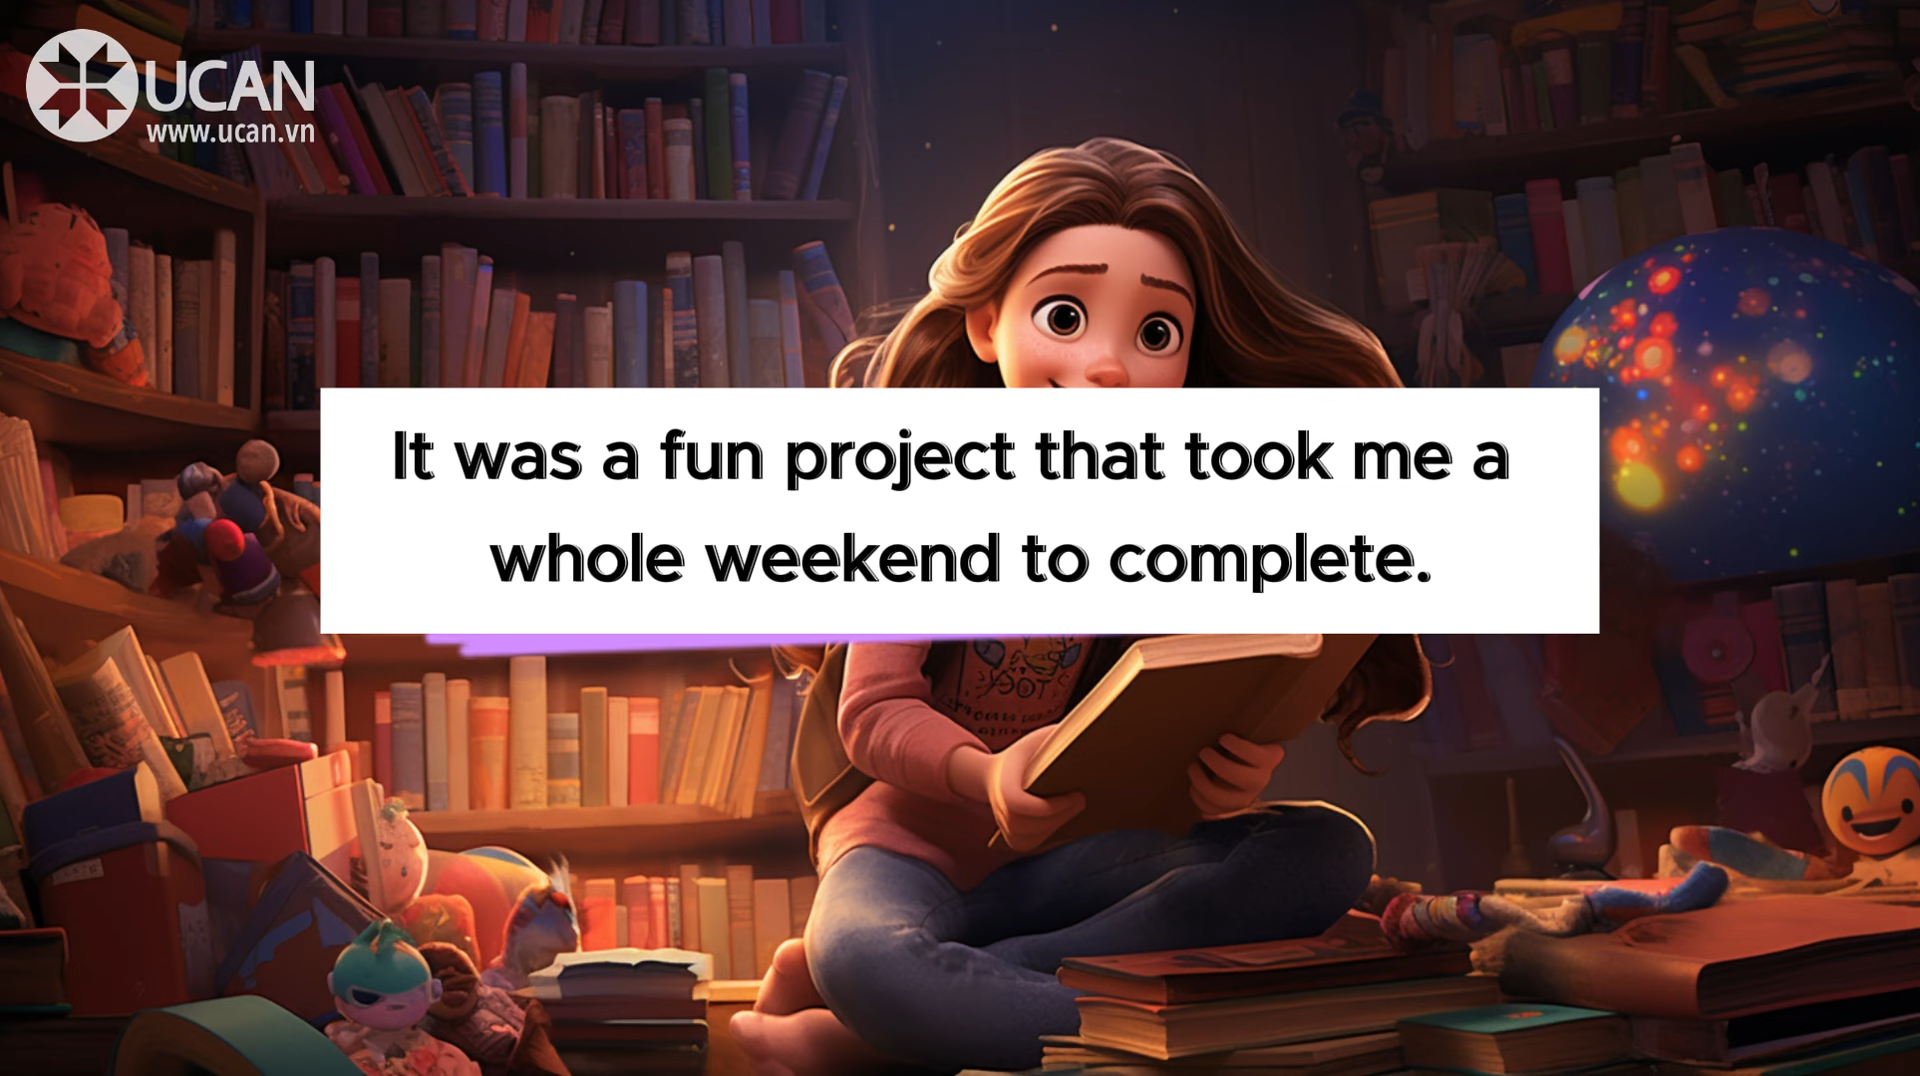 UCAN
www.ucan.vn
It was a fun project that took me a
whole weekend to complete.